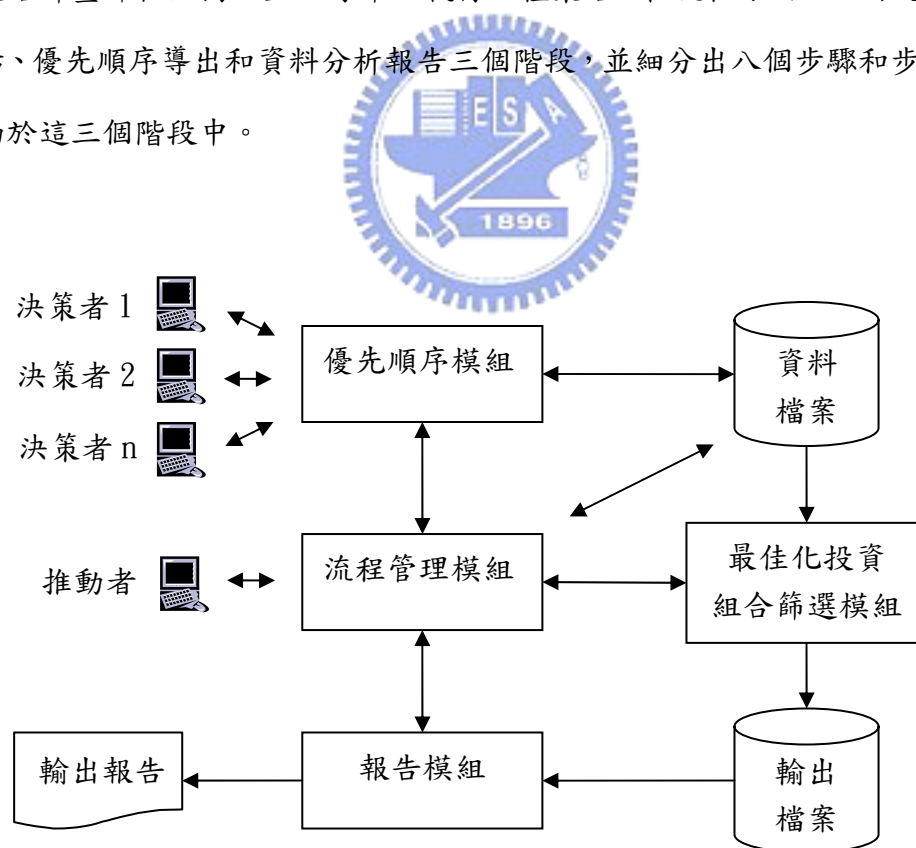 、優先順序導出和資料分析報告三個階段，並細分出八個步驟和步
於這三個階段中。
E S A
1896
決策者 1
決策者 2
決策者 n
優先順序模組
資料
檔案
推動者
流程管理模組
最佳化投資
組合篩選模組
輸出報告
報告模組
輸出
檔案